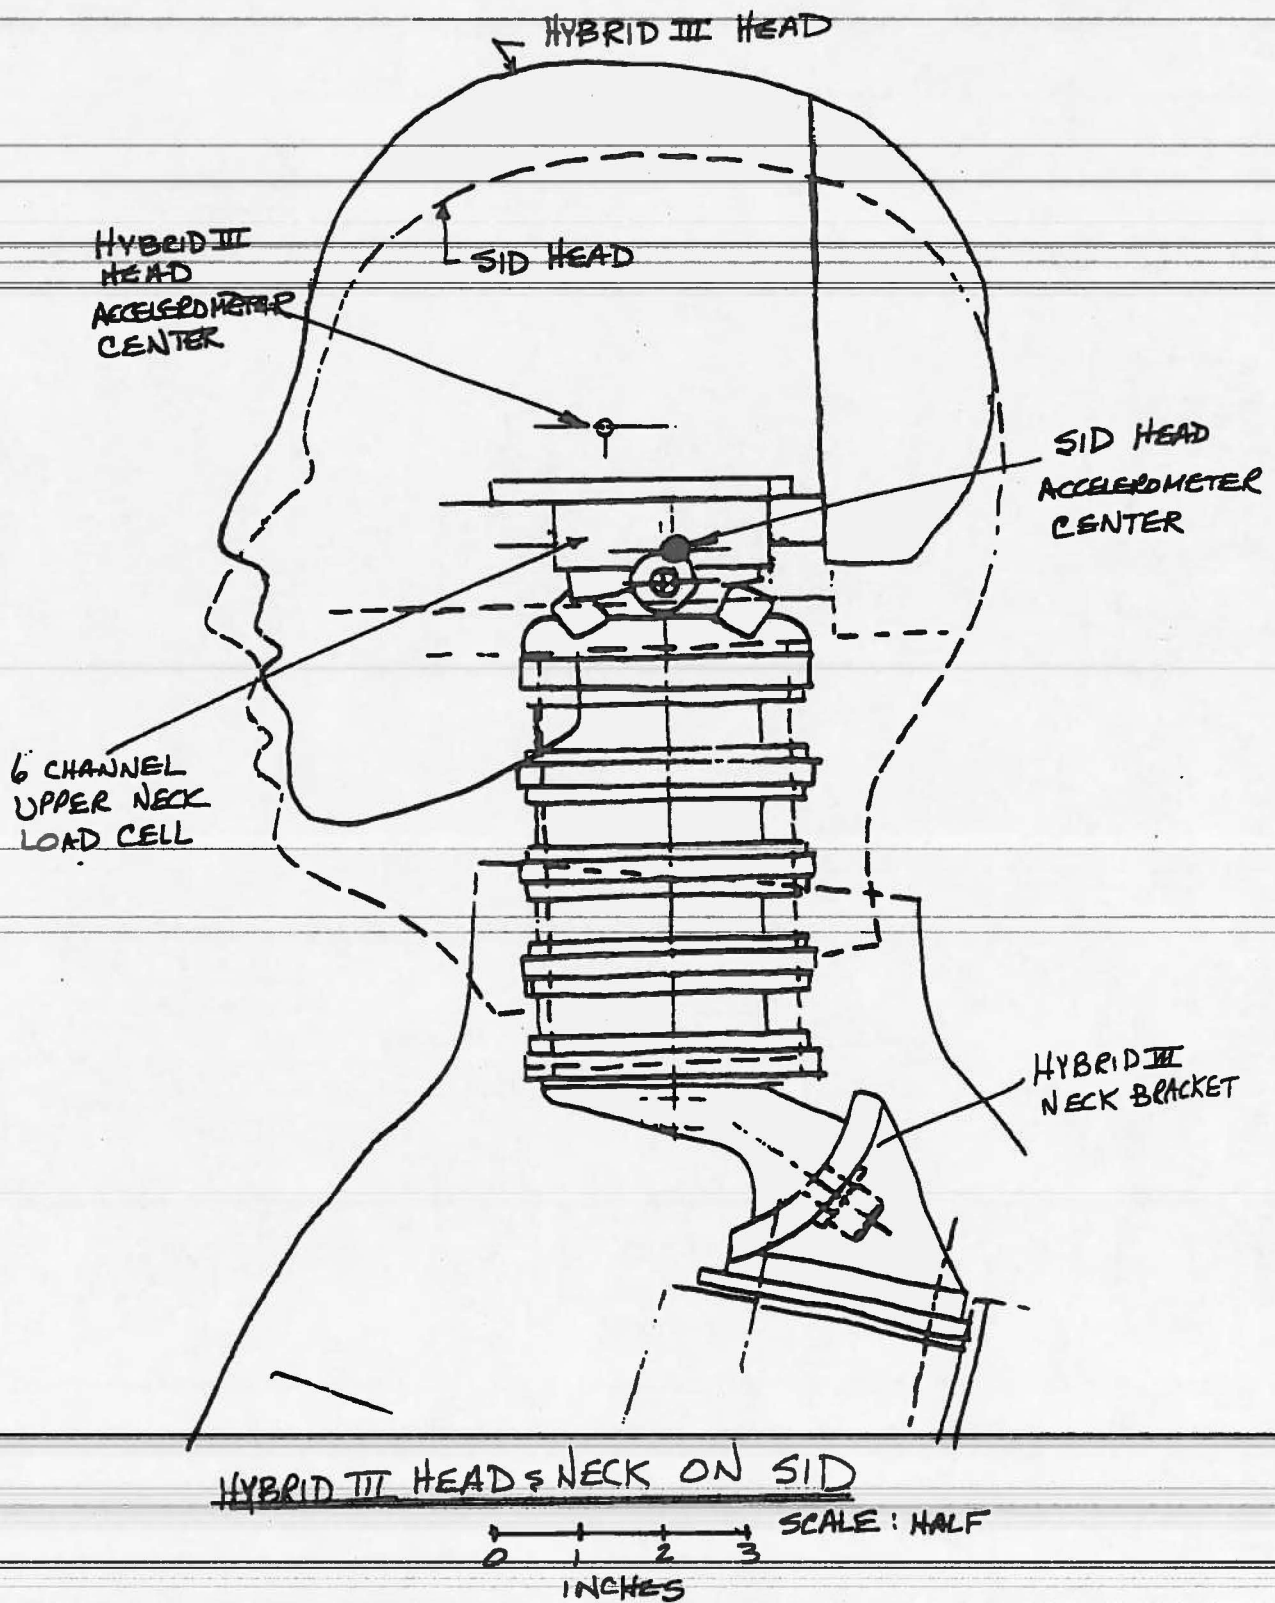 HYBRID III HEAD
HYBRID III
HEAD
ACCELEROMETER
CENTER
SID HEAD
SID HEAD
ACCELEROMETER
CENTER
6 CHANNEL
UPPER NECK
LOAD CELL
HYBRID III
NECK BRACKET
HYBRID III HEAD & NECK ON SID
SCALE: HALF
0 1 2 3
INCHES